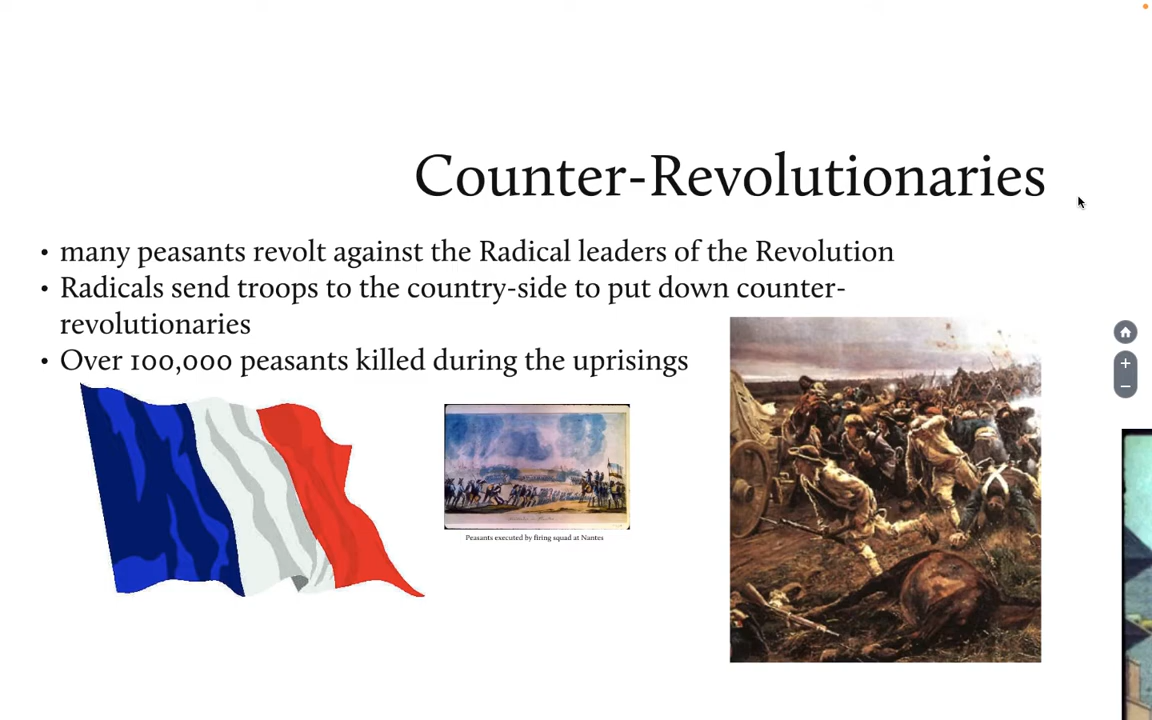 Counter-Revolutionaries
• many peasants revolt against the Radical leaders of the Revolution
• Radicals send troops to the country-side to put down counter-
revolutionaries
• Over 100,000 peasants killed during the uprisings
Peasants executed by firing squad at Nantes